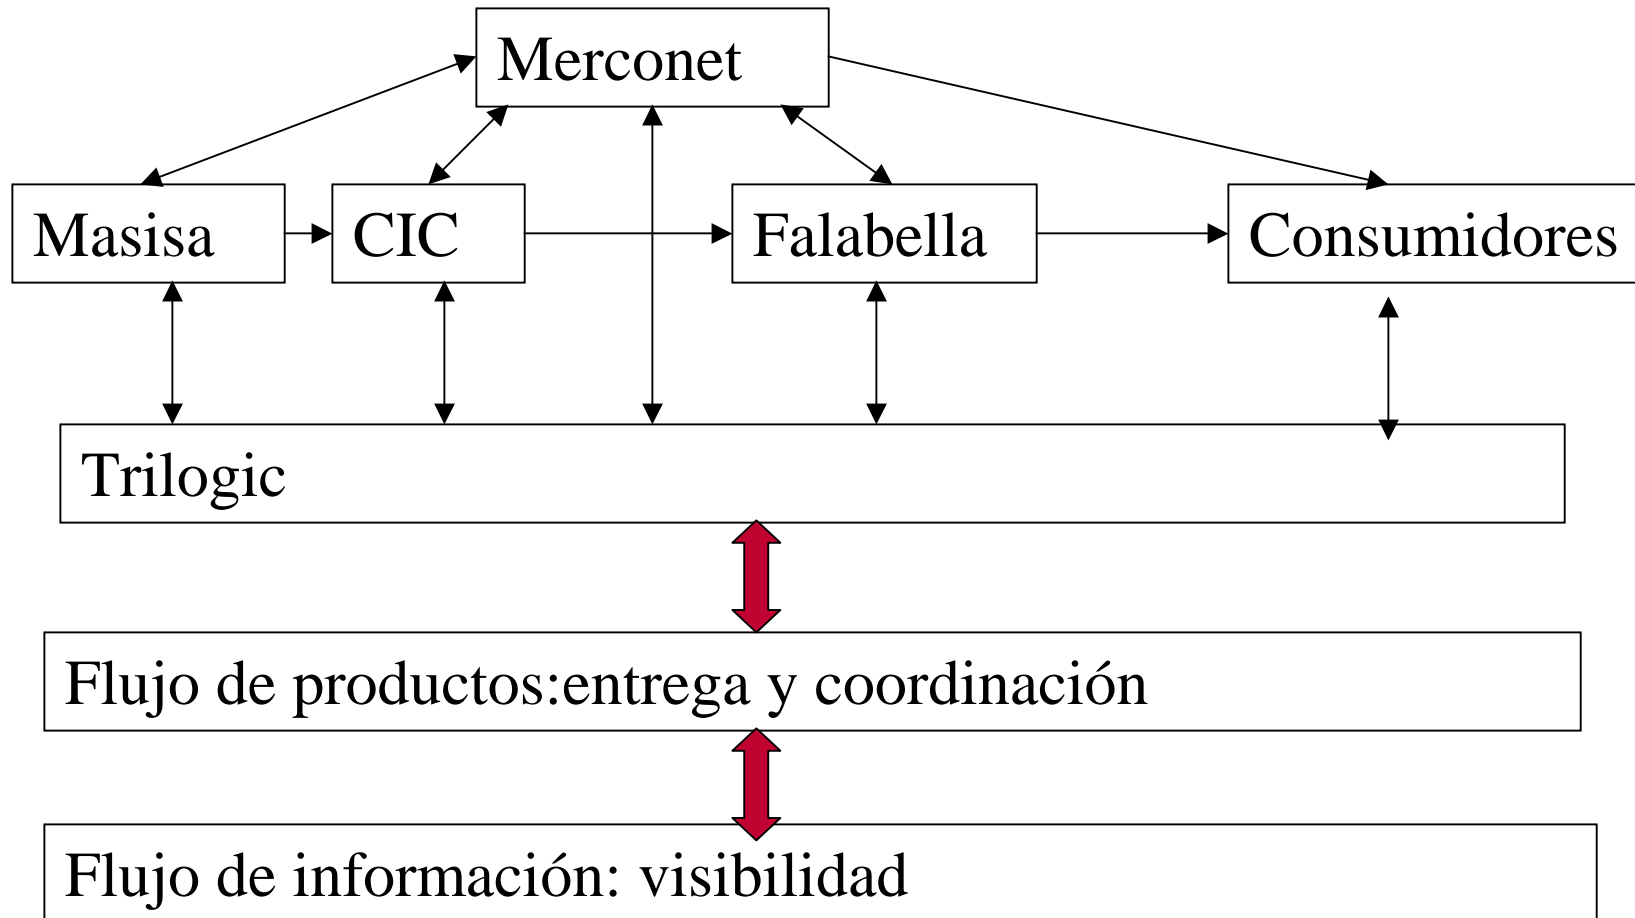 Merconet
Masisa
CIC
Falabella
Consumidores
Trilogic
Flujo de productos:entrega y coordinación
Flujo de información: visibilidad